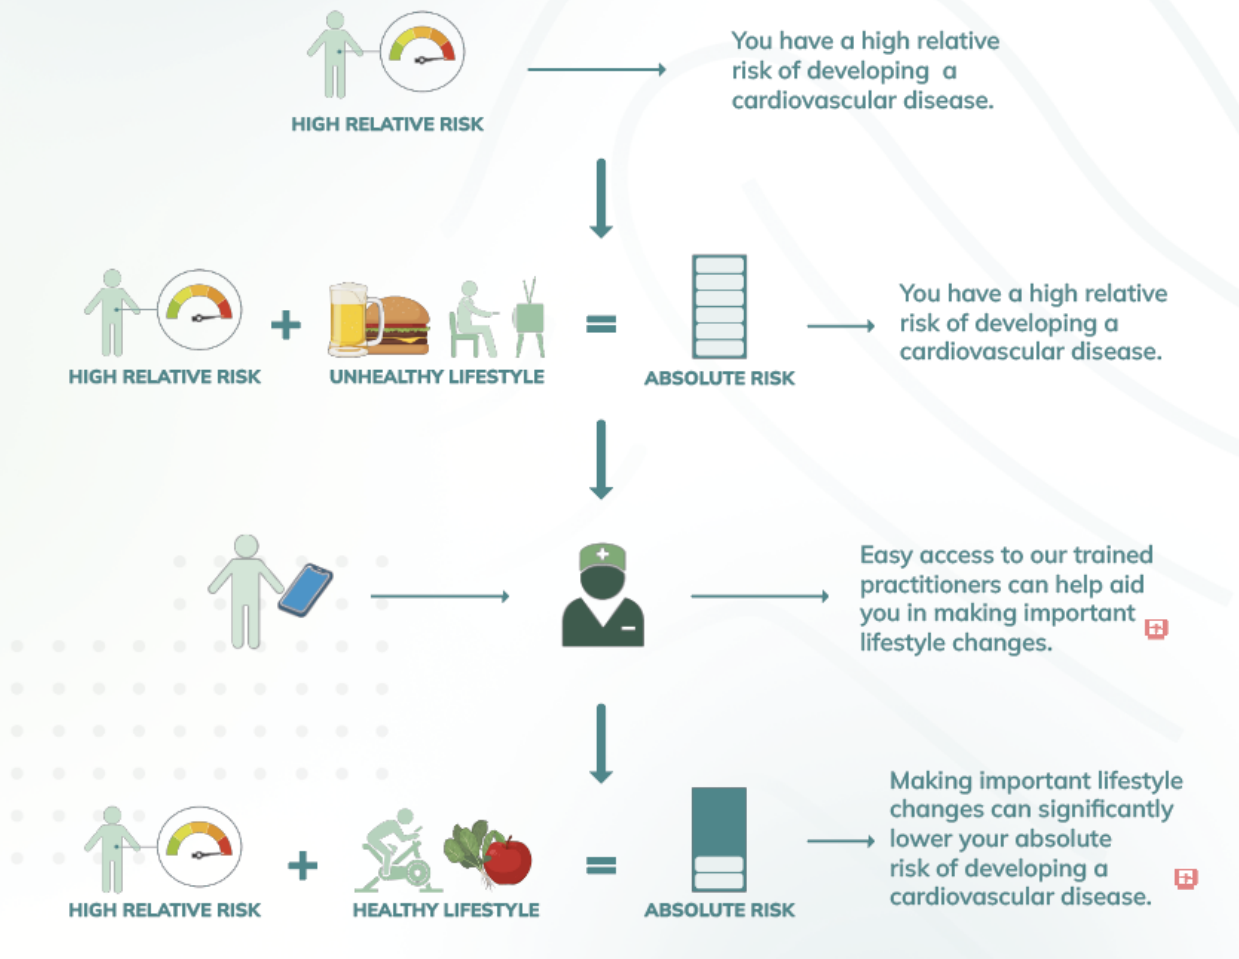 You have a high relative
risk of developing a
cardiovascular disease.
HIGH RELATIVE RISK
You have a high relative
risk of developing a
cardiovascular disease.
HIGH RELATIVE RISK
UNHEALTHY LIFESTYLE
ABSOLUTE RISK
Easy access to our trained
practitioners can help aid
you in making important
lifestyle changes.
Making important lifestyle
changes can significantly
lower your absolute
risk of developing a
cardiovascular disease.
HIGH RELATIVE RISK
HEALTHY LIFESTYLE
ABSOLUTE RISK